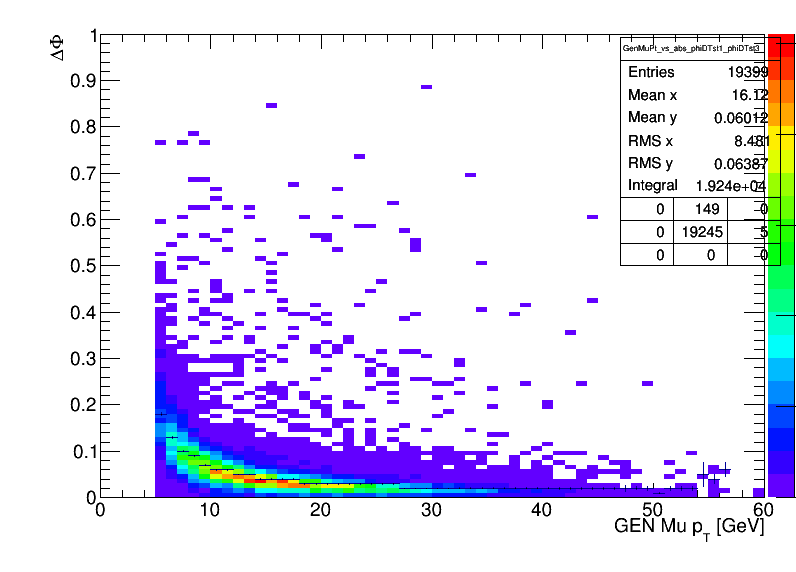 ΔΦ
1
0.9
0.8
0.7
0.6
0.5
0.4
0.3
0.2
0.1
0
GenMuPt_vs_abs_phiDTst1_phiDTst3
Entries 19399
Mean x 16.12
Mean y 0.06012
RMS x 8.481
RMS y 0.06387
Integral 1.924e+04
0 149 0
0 19245 5
0 0 0
0 10 20 30 40 50 60
GEN Mu p_T [GeV]